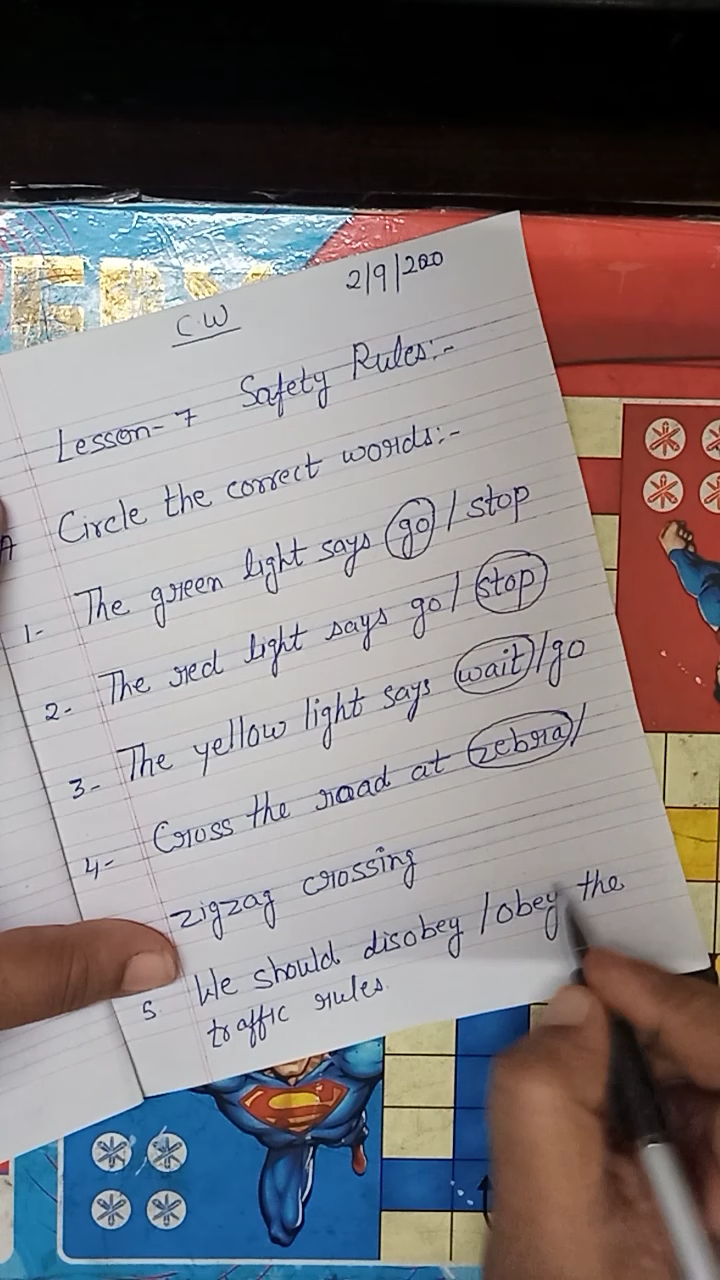 C.W
2/9/2020
Lesson- 7 Safety Rules:-
A Circle the correct words:-
1- The green light says go / stop
2- The red light says go / stop
3- The yellow light says wait / go
4- Cross the road at zebra /
zigzag crossing
5 We should disobey / obey the
traffic rules.